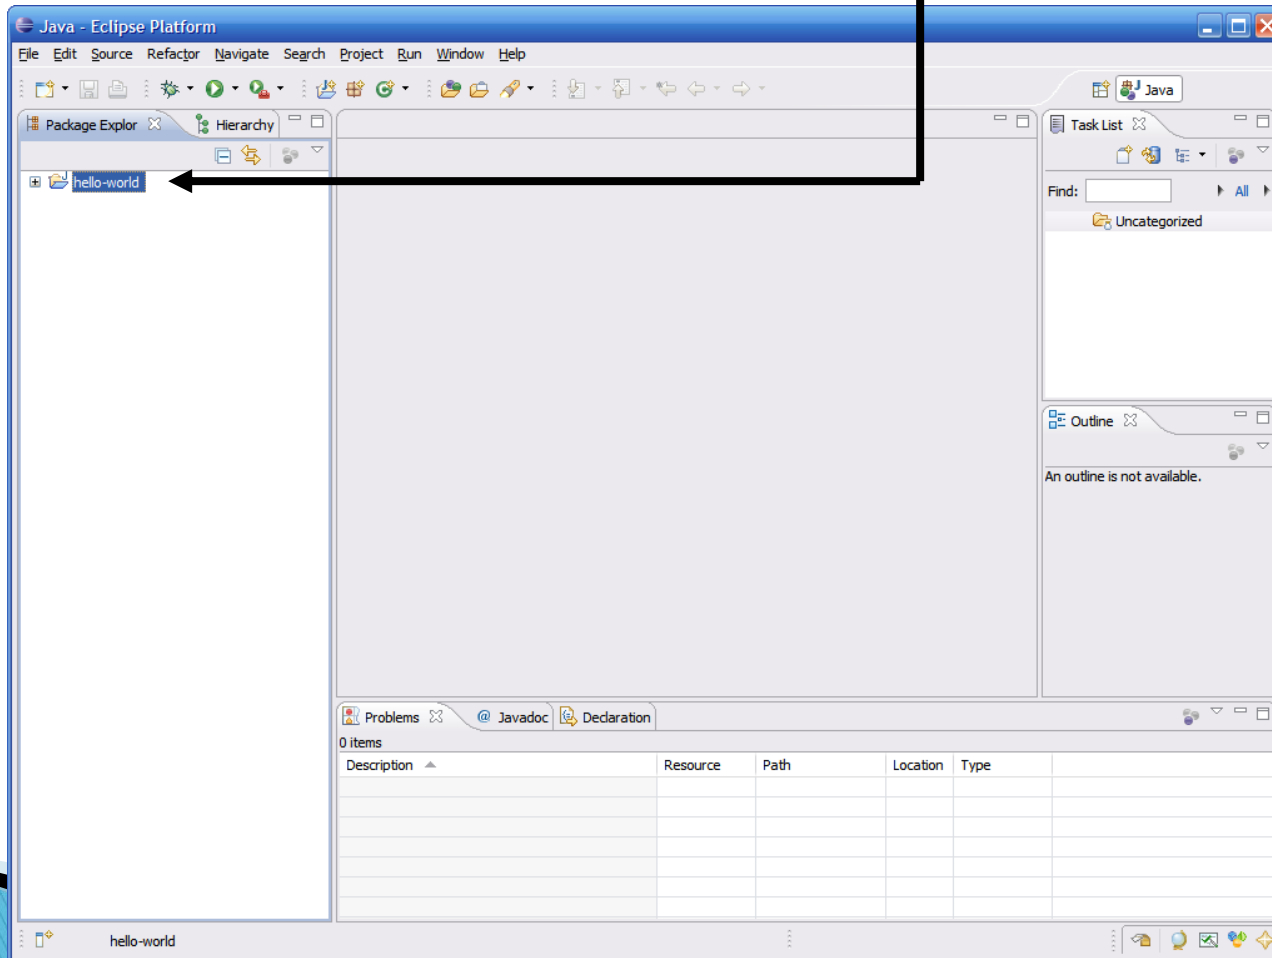 Java - Eclipse Platform
File Edit Source Refactor Navigate Search Project Run Window Help
Java
Package Explor Hierarchy
Task List
hello-world
Find: All
Uncategorized
Outline
An outline is not available.
Problems @ Javadoc Declaration
0 items
Description Resource Path Location Type
hello-world